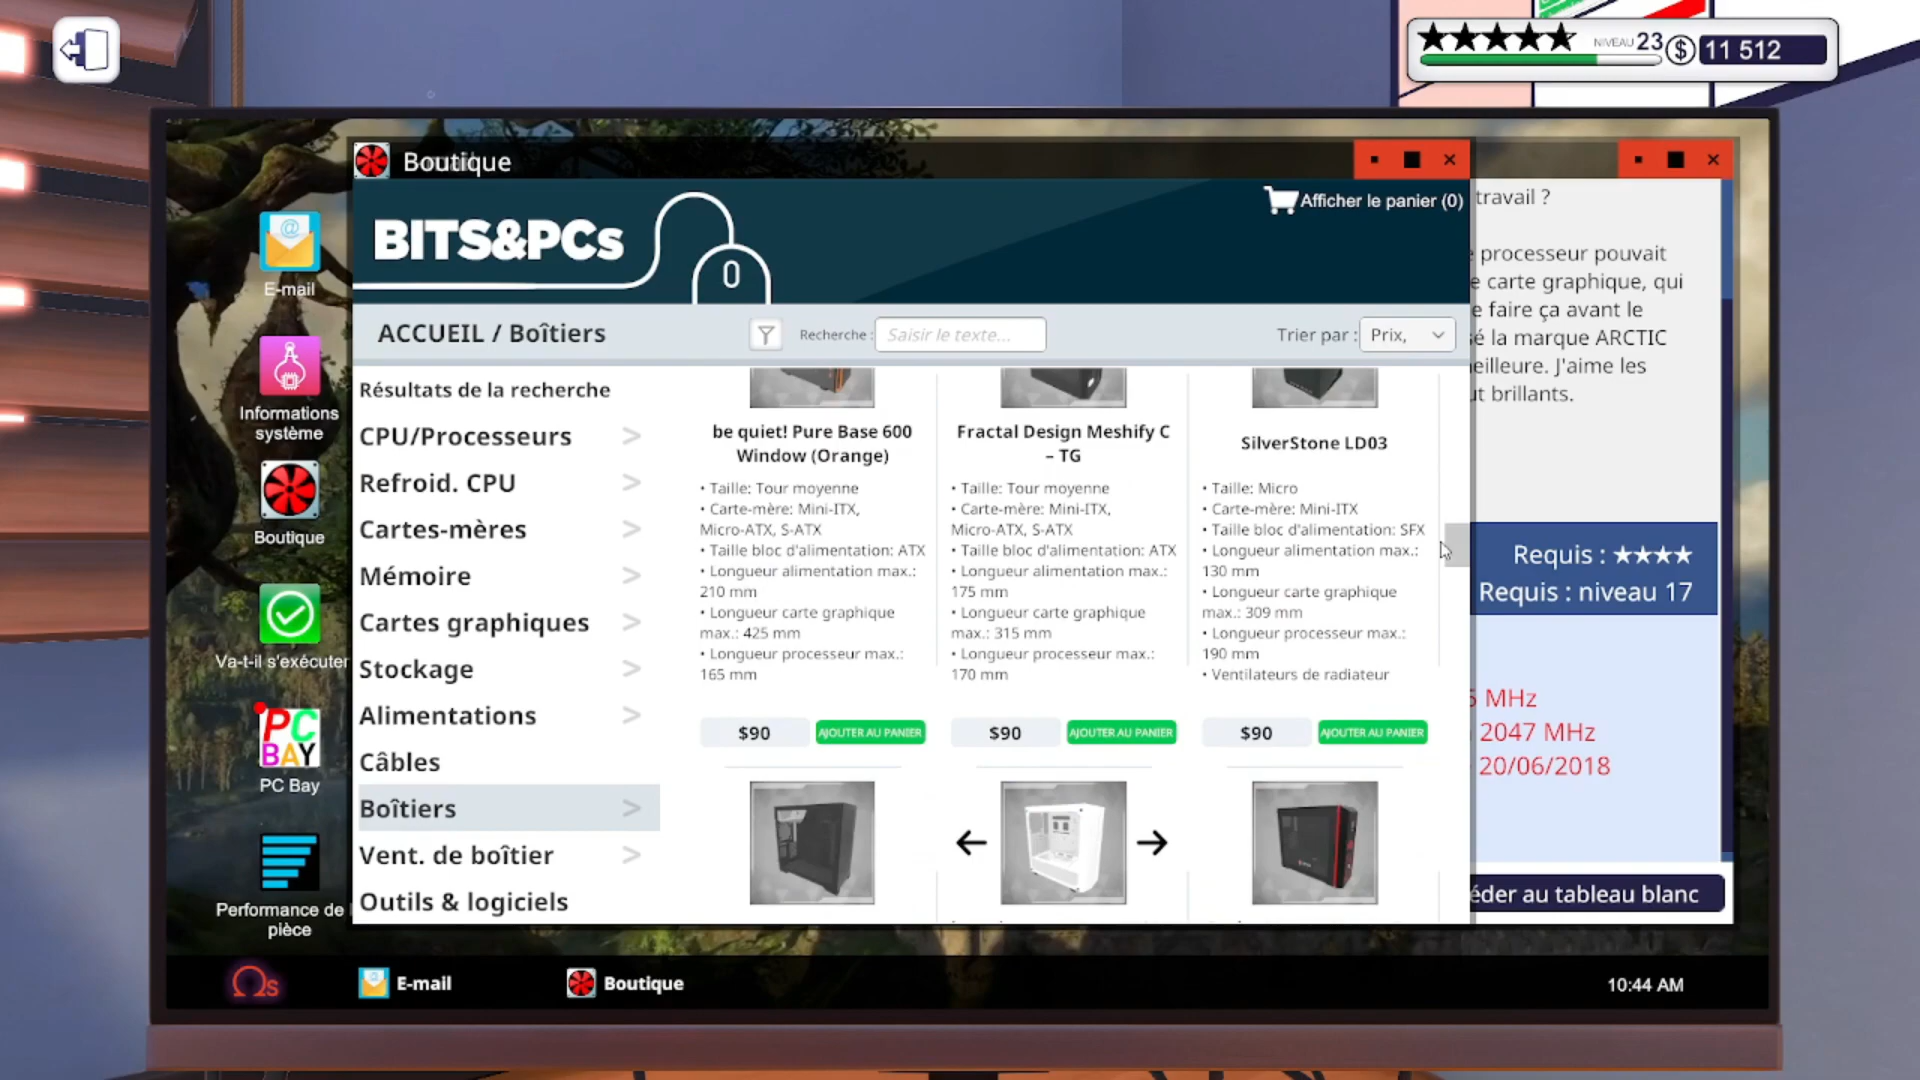 NIVEAU 23 $ 11 512
Boutique
Afficher le panier (0)
BITS&PCs
ACCUEIL / Boîtiers
Recherche :
Saisir le texte...
Trier par :
Prix,
Résultats de la recherche
CPU/Processeurs
Refroid. CPU
Cartes-mères
Mémoire
Cartes graphiques
Stockage
Alimentations
Câbles
Boîtiers
Vent. de boîtier
Outils & logiciels
be quiet! Pure Base 600
Window (Orange)
• Taille: Tour moyenne
• Carte-mère: Mini-ITX,
Micro-ATX, S-ATX
• Taille bloc d'alimentation: ATX
• Longueur alimentation max.:
210 mm
• Longueur carte graphique
max.: 425 mm
• Longueur processeur max.:
165 mm
$90
AJOUTER AU PANIER
Fractal Design Meshify C
– TG
• Taille: Tour moyenne
• Carte-mère: Mini-ITX,
Micro-ATX, S-ATX
• Taille bloc d'alimentation: ATX
• Longueur alimentation max.:
175 mm
• Longueur carte graphique
max.: 315 mm
• Longueur processeur max.:
170 mm
$90
AJOUTER AU PANIER
SilverStone LD03
• Taille: Micro
• Carte-mère: Mini-ITX
• Taille bloc d'alimentation: SFX
• Longueur alimentation max.:
130 mm
• Longueur carte graphique
max.: 309 mm
• Longueur processeur max.:
190 mm
• Ventilateurs de radiateur
$90
AJOUTER AU PANIER
travail ?
processeur pouvait
carte graphique, qui
faire ça avant le
sé la marque ARCTIC
eilleure. J'aime les
ut brillants.
Requis : ★★★★
Requis : niveau 17
MHz
2047 MHz
20/06/2018
éder au tableau blanc
E-mail
Informations
système
Boutique
Va-t-il s'exécuter
PC
BAY
PC Bay
Performance de
pièce
Ωs
E-mail
Boutique
10:44 AM